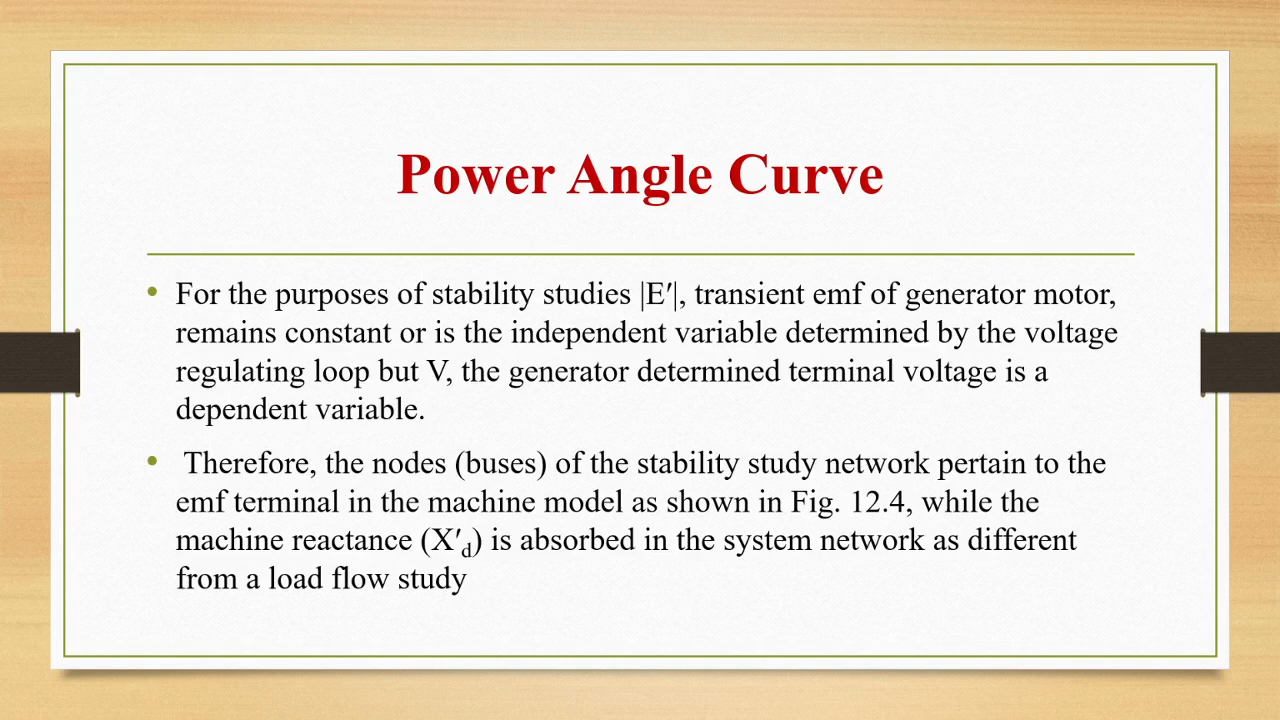 Power Angle Curve
• For the purposes of stability studies |E′|, transient emf of generator motor,
remains constant or is the independent variable determined by the voltage
regulating loop but V, the generator determined terminal voltage is a
dependent variable.
• Therefore, the nodes (buses) of the stability study network pertain to the
emf terminal in the machine model as shown in Fig. 12.4, while the
machine reactance (X′d) is absorbed in the system network as different
from a load flow study